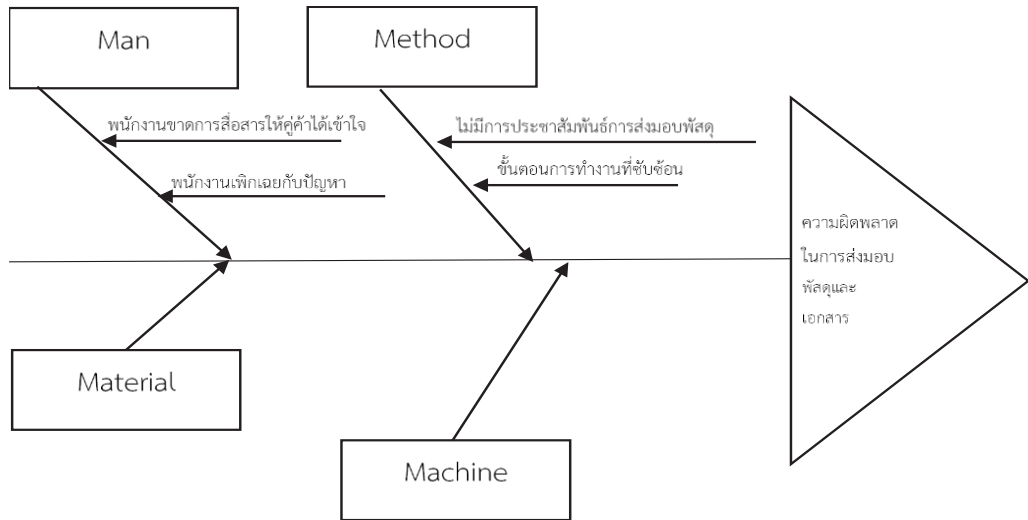 Man
Method
พนักงานขาดการสื่อสารให้คู่ค้าได้เข้าใจ
ไม่มีการประชาสัมพันธ์การส่งมอบพัสดุ
ขั้นตอนการทำงานที่ซับซ้อน
พนักงานเพิกเฉยกับปัญหา
ความผิดพลาด
ในการส่งมอบ
พัสดุและ
เอกสาร
Material
Machine